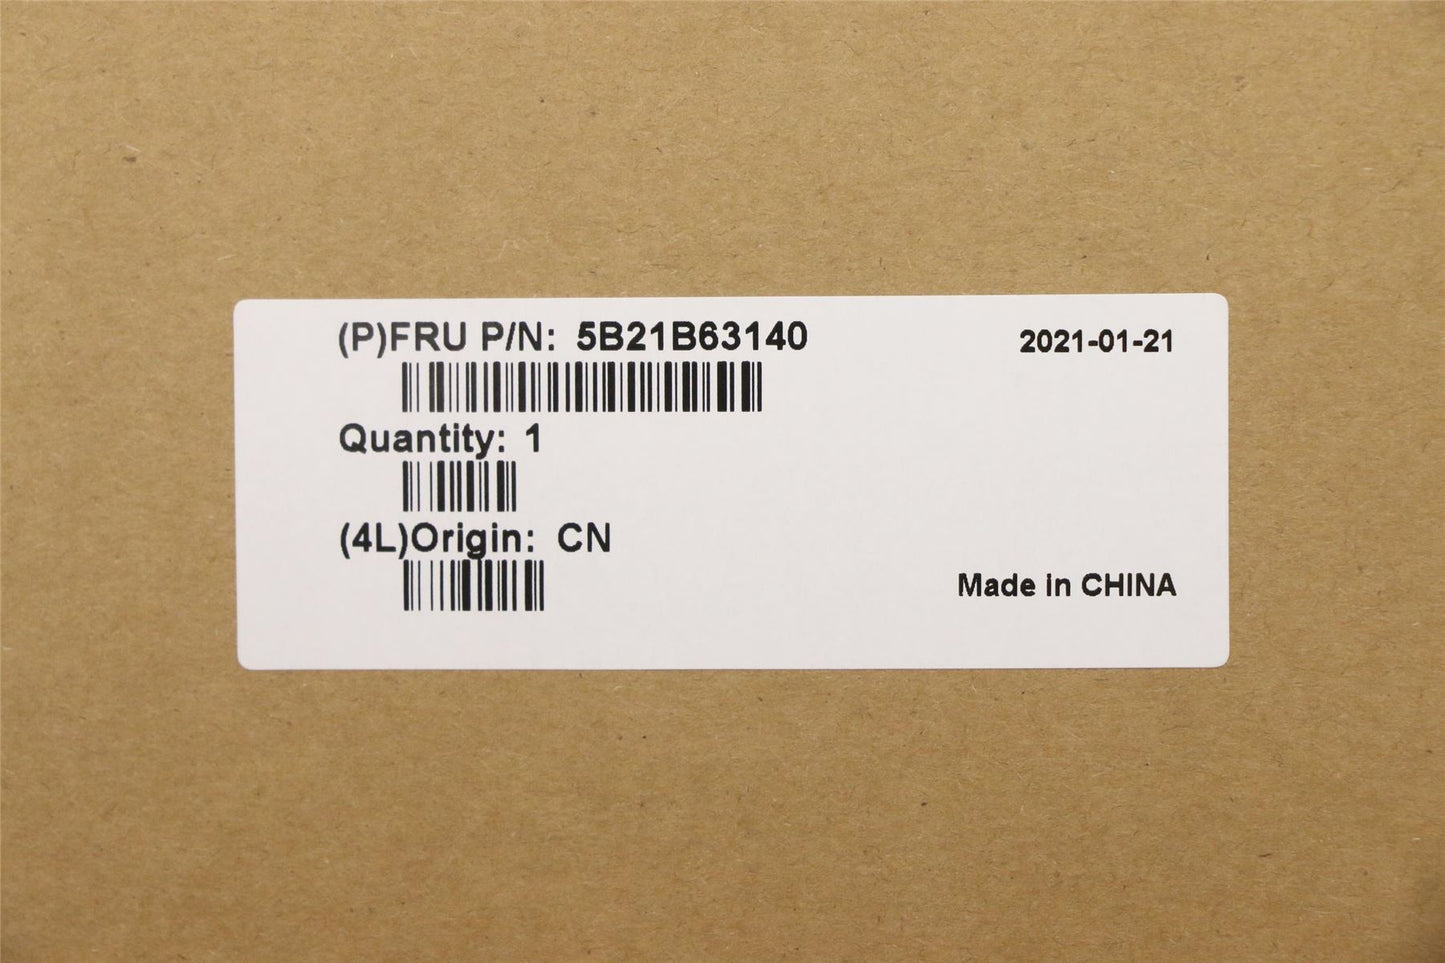 (P)FRU P/N: 5B21B63140
2021-01-21
Quantity: 1
(4L)Origin: CN
Made in CHINA